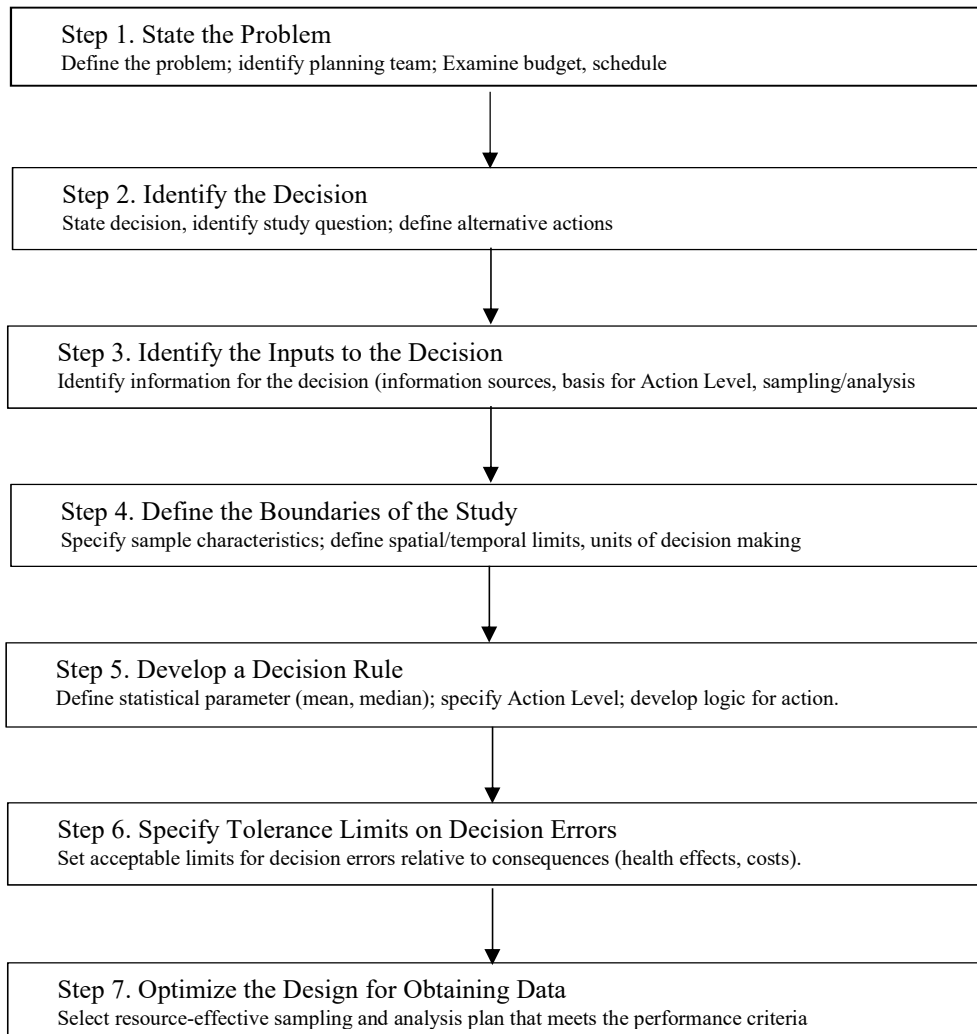 Step 1. State the Problem
Define the problem; identify planning team; Examine budget, schedule
Step 2. Identify the Decision
State decision, identify study question; define alternative actions
Step 3. Identify the Inputs to the Decision
Identify information for the decision (information sources, basis for Action Level, sampling/analysis
Step 4. Define the Boundaries of the Study
Specify sample characteristics; define spatial/temporal limits, units of decision making
Step 5. Develop a Decision Rule
Define statistical parameter (mean, median); specify Action Level; develop logic for action.
Step 6. Specify Tolerance Limits on Decision Errors
Set acceptable limits for decision errors relative to consequences (health effects, costs).
Step 7. Optimize the Design for Obtaining Data
Select resource-effective sampling and analysis plan that meets the performance criteria